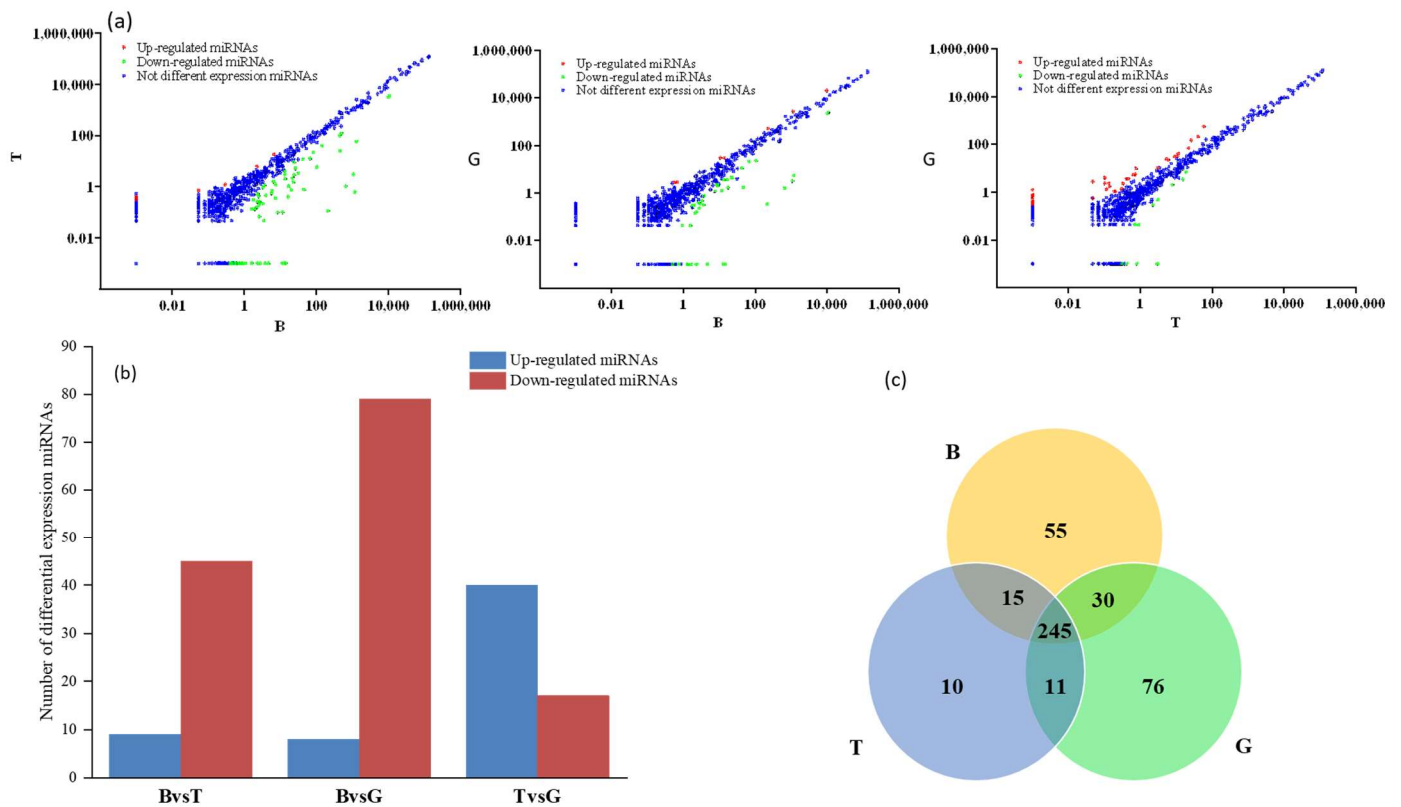 (a)
1,000,000
10,000
100
1
0.01
T
Up-regulated miRNAs
Down-regulated miRNAs
Not different expression miRNAs
0.01
1
100
10,000
1,000,000
B
1,000,000
10,000
100
1
0.01
G
Up-regulated miRNAs
Down-regulated miRNAs
Not different expression miRNAs
0.01
1
100
10,000
1,000,000
B
1,000,000
10,000
100
1
0.01
G
Up-regulated miRNAs
Down-regulated miRNAs
Not different expression miRNAs
0.01
1
100
10,000
1,000,000
T
(b)
Number of differential expression miRNAs
90
80
70
60
50
40
30
20
10
0
Up-regulated miRNAs
Down-regulated miRNAs
BvsT
BvsG
TvsG
(c)
B
55
15
30
245
10
11
76
T
G